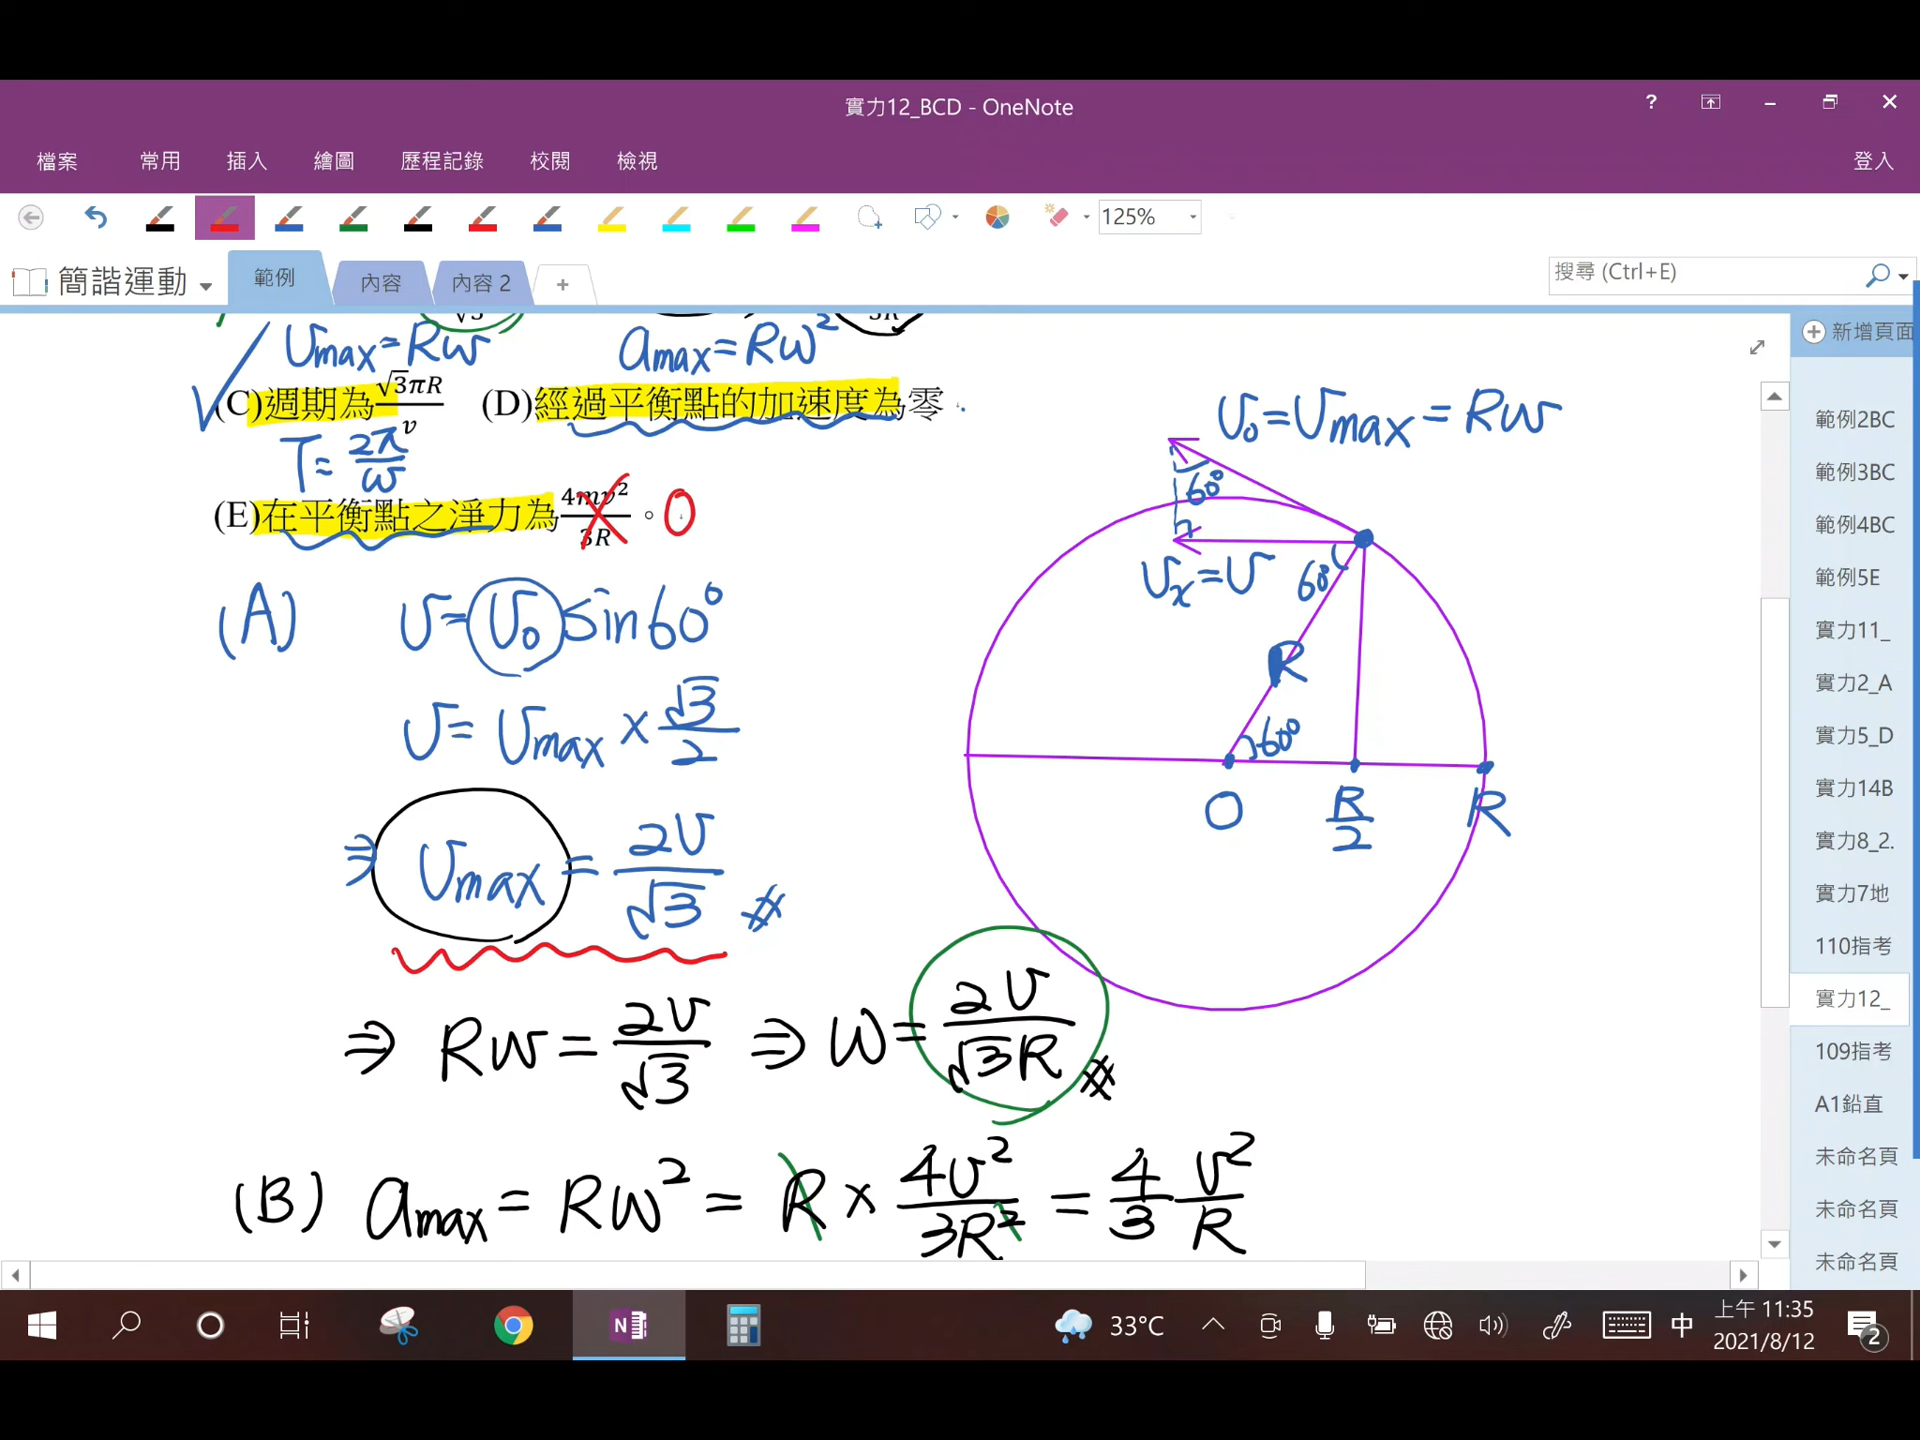 實力12_BCD - OneNote
?
檔案 常用 插入 繪圖 歷程記錄 校閱 檢視 登入
125%
簡諧運動 範例 內容 內容 2 + 搜尋 (Ctrl+E)
新增頁面
範例2BC
範例3BC
範例4BC
範例5E
實力11_
實力2_A
實力5_D
實力14B
實力8_2.
實力7地
110指考
實力12_
109指考
A1鉛直
未命名頁
未命名頁
未命名頁
√3
3R
Vmax=Rω amax=Rω²
(C)週期為 √3πR/v (D)經過平衡點的加速度為零
T=2π/ω
(E)在平衡點之淨力為 4mv²/3R 。0
(A) V=V₀sin60°
V=Vmax×√3/2
⇒ Vmax=2V/√3 #
⇒ Rω=2V/√3 ⇒ ω=2V/√3R #
(B) amax=Rω²=R×4V²/3R²=4/3 V²/R
V₀=Vmax=Rω
60°
Vx=V 60°
R
60°
O R/2 R
33°C 中 上午 11:35
2021/8/12 2